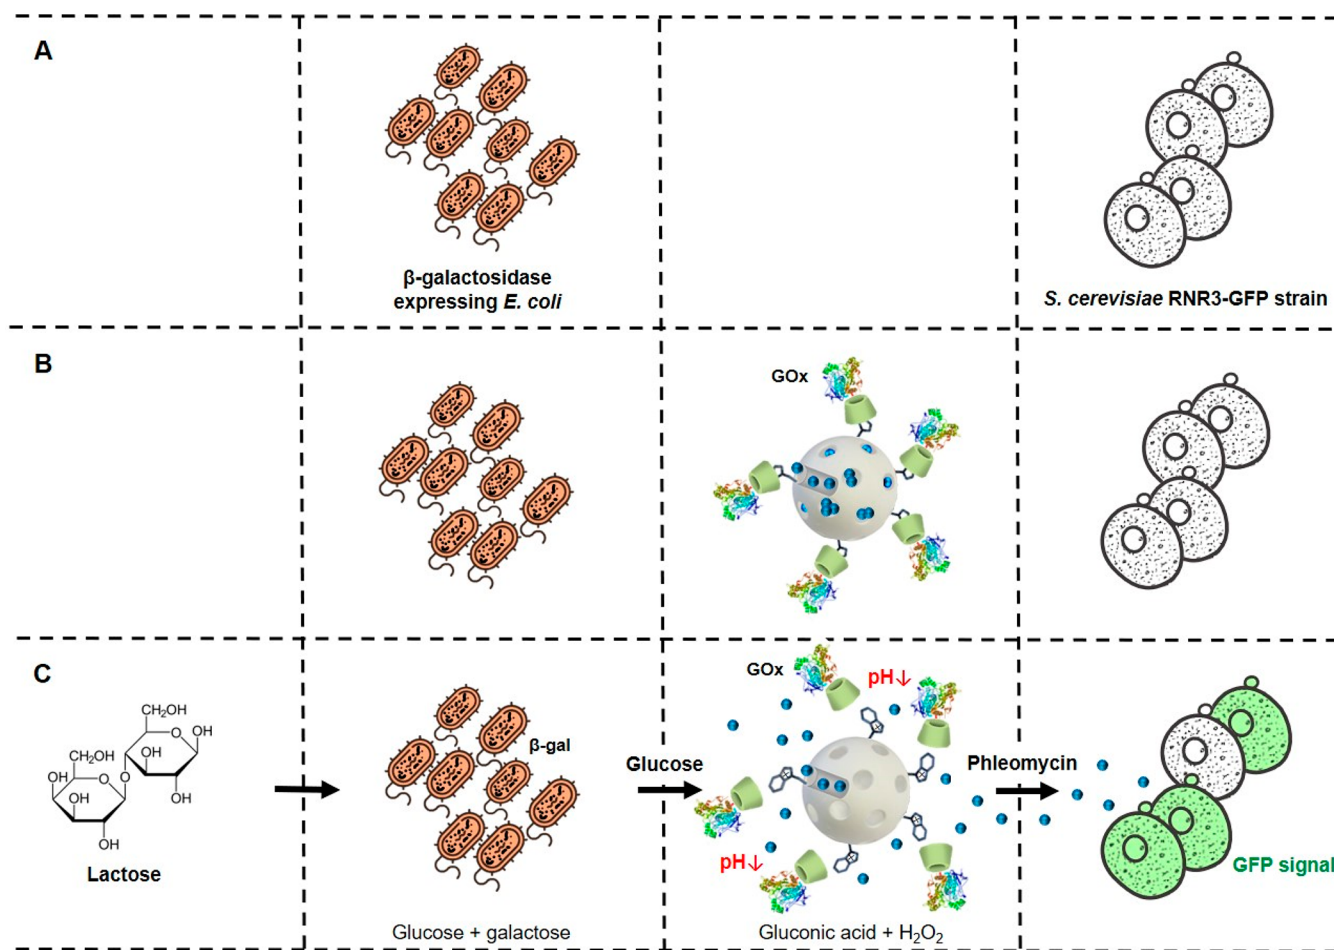 A
β-galactosidase
expressing E. coli
S. cerevisiae RNR3-GFP strain
B
GOx
C
CH₂OH
OH
OH
OH
OH
CH₂OH
OH
OH
O
O
O
OH
Lactose
β-gal
Glucose + galactose
Glucose
GOx
pH↓
pH↓
Gluconic acid + H₂O₂
Phleomycin
GFP signal